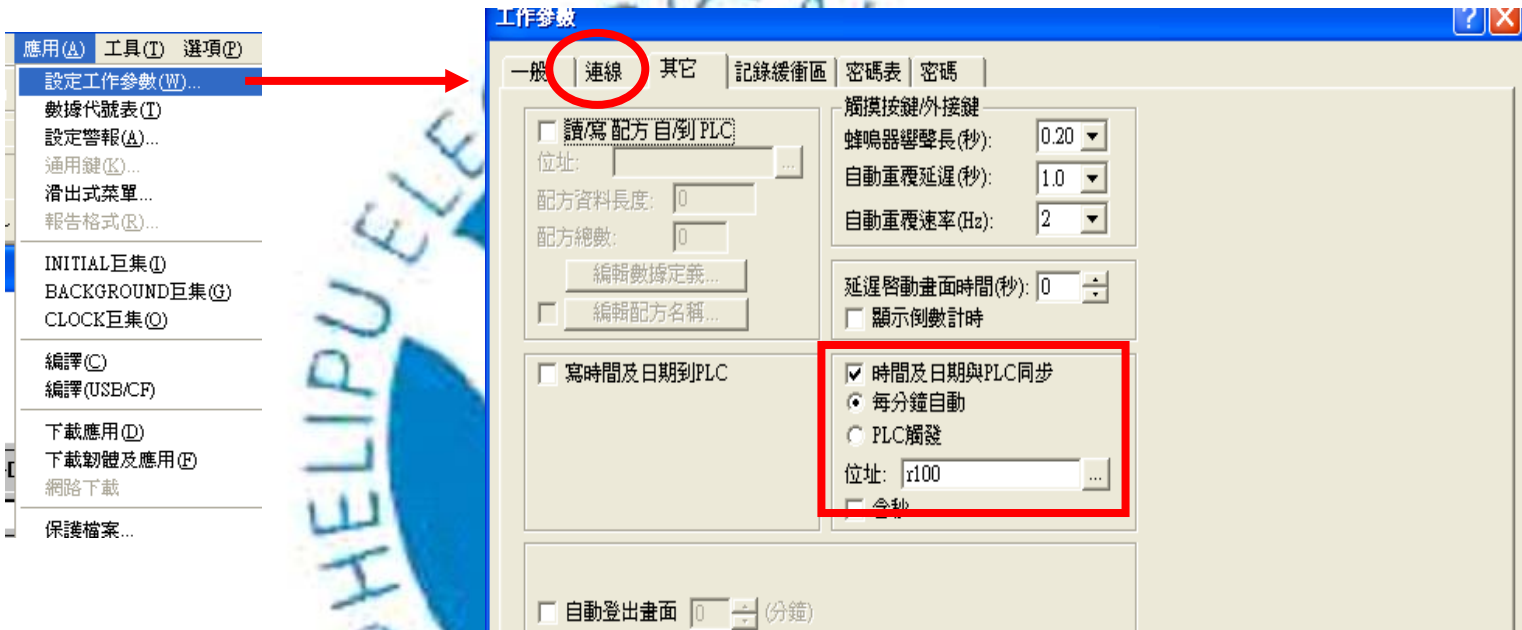 應用(A) 工具(T) 選項(P)
設定工作參數(W)...
數據代號表(T)
設定警報(A)...
通用鍵(K)...
滑出式菜單...
報告格式(R)...
INITIAL巨集(I)
BACKGROUND巨集(G)
CLOCK巨集(O)
編譯(C)
編譯(USB/CF)
下載應用(D)
下載韌體及應用(F)
網路下載
保護檔案...
PHELIPU ELE
工作參數
一般 連線 其它 記錄緩衝區 密碼表 密碼
讀/寫 配方 自/到 PLC
位址: ...
配方資料長度: 0
配方總數: 0
編輯數據定義...
編輯配方名稱...
觸摸按鍵/外接鍵
蜂鳴器響聲長(秒): 0.20
自動重覆延遲(秒): 1.0
自動重覆速率(Hz): 2
延遲啓動畫面時間(秒): 0
顯示倒數計時
寫時間及日期到PLC
時間及日期與PLC同步
每分鐘自動
PLC觸發
位址: r100 ...
含秒
自動登出畫面 0 (分鐘)